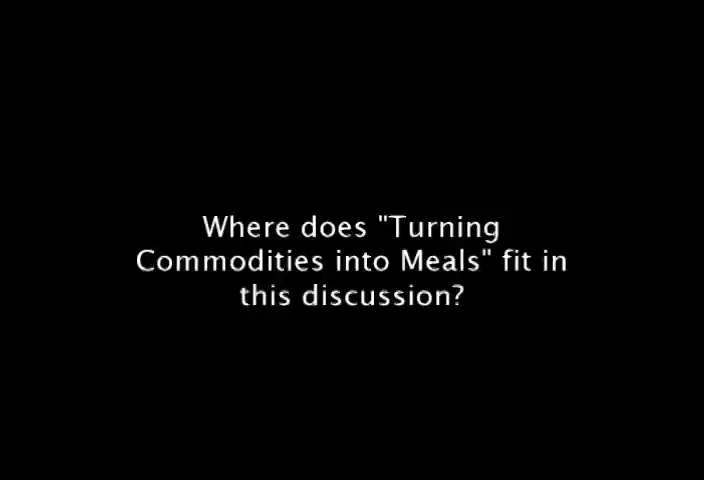 Where does "Turning
Commodities into Meals" fit in
this discussion?